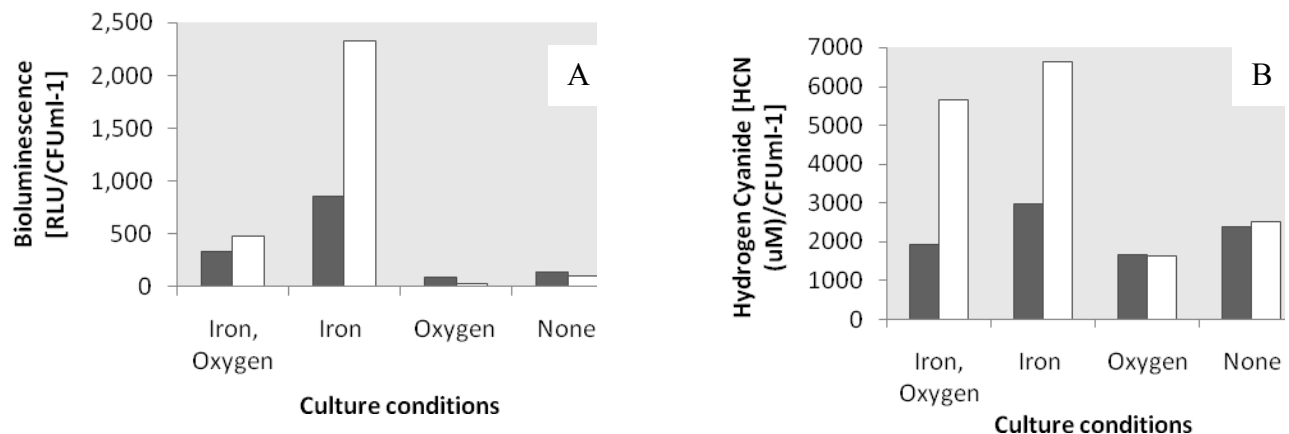 Bioluminescence
[RLU/CFUml-1]
2,500
2,000
1,500
1,000
500
0
A
Iron,
Oxygen
Iron
Oxygen
None
Culture conditions
Hydrogen Cyanide [HCN
(uM)/CFUml-1]
7000
6000
5000
4000
3000
2000
1000
0
B
Iron,
Oxygen
Iron
Oxygen
None
Culture conditions